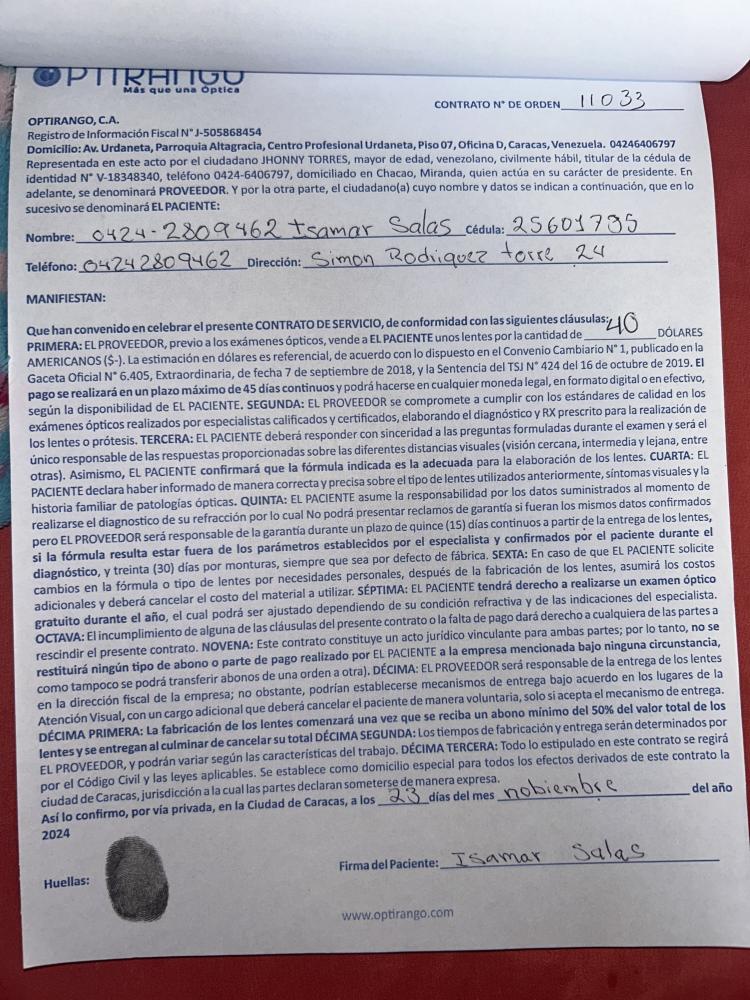 OPTIRANGO
Más que una Óptica
CONTRATO N° DE ORDEN 11033
OPTIRANGO, C.A.
Registro de Información Fiscal N° J-505868454
Domicilio: Av. Urdaneta, Parroquia Altagracia, Centro Profesional Urdaneta, Piso 07, Oficina D, Caracas, Venezuela. 04246406797
Representada en este acto por el ciudadano JHONNY TORRES, mayor de edad, venezolano, civilmente hábil, titular de la cédula de
identidad N° V-18348340, teléfono 0424-6406797, domiciliado en Chacao, Miranda, quien actúa en su carácter de presidente. En
adelante, se denominará PROVEEDOR. Y por la otra parte, el ciudadano(a) cuyo nombre y datos se indican a continuación, que en lo
sucesivo se denominará EL PACIENTE:
Nombre: 0424-2809462 Isamar Salas Cédula: 25601795
Teléfono: 04242809462 Dirección: Simon Rodriquez torre 24
MANIFIESTAN:
Que han convenido en celebrar el presente CONTRATO DE SERVICIO, de conformidad con las siguientes cláusulas:
PRIMERA: EL PROVEEDOR, previo a los exámenes ópticos, vende a EL PACIENTE unos lentes por la cantidad de 40 DÓLARES
AMERICANOS ($-). La estimación en dólares es referencial, de acuerdo con lo dispuesto en el Convenio Cambiario N° 1, publicado en la
Gaceta Oficial N° 6.405, Extraordinaria, de fecha 7 de septiembre de 2018, y la Sentencia del TSJ N° 424 del 16 de octubre de 2019. El
pago se realizará en un plazo máximo de 45 días continuos y podrá hacerse en cualquier moneda legal, en formato digital o en efectivo,
según la disponibilidad de EL PACIENTE. SEGUNDA: EL PROVEEDOR se compromete a cumplir con los estándares de calidad en los
exámenes ópticos realizados por especialistas calificados y certificados, elaborando el diagnóstico y RX prescrito para la realización de
los lentes o prótesis. TERCERA: EL PACIENTE deberá responder con sinceridad a las preguntas formuladas durante el examen y será el
único responsable de las respuestas proporcionadas sobre las diferentes distancias visuales (visión cercana, intermedia y lejana, entre
otras). Asimismo, EL PACIENTE confirmará que la fórmula indicada es la adecuada para la elaboración de los lentes. CUARTA: EL
PACIENTE declara haber informado de manera correcta y precisa sobre el tipo de lentes utilizados anteriormente, síntomas visuales y la
historia familiar de patologías ópticas. QUINTA: EL PACIENTE asume la responsabilidad por los datos suministrados al momento de
realizarse el diagnostico de su refracción por lo cual No podrá presentar reclamos de garantía si fueran los mismos datos confirmados
pero EL PROVEEDOR será responsable de la garantía durante un plazo de quince (15) días continuos a partir de la entrega de los lentes,
si la fórmula resulta estar fuera de los parámetros establecidos por el especialista y confirmados por el paciente durante el
diagnóstico, y treinta (30) días por monturas, siempre que sea por defecto de fábrica. SEXTA: En caso de que EL PACIENTE solicite
cambios en la fórmula o tipo de lentes por necesidades personales, después de la fabricación de los lentes, asumirá los costos
adicionales y deberá cancelar el costo del material a utilizar. SÉPTIMA: EL PACIENTE tendrá derecho a realizarse un examen óptico
gratuito durante el año, el cual podrá ser ajustado dependiendo de su condición refractiva y de las indicaciones del especialista.
OCTAVA: El incumplimiento de alguna de las cláusulas del presente contrato o la falta de pago dará derecho a cualquiera de las partes a
rescindir el presente contrato. NOVENA: Este contrato constituye un acto jurídico vinculante para ambas partes; por lo tanto, no se
restituirá ningún tipo de abono o parte de pago realizado por EL PACIENTE a la empresa mencionada bajo ninguna circunstancia,
como tampoco se podrá transferir abonos de una orden a otra). DÉCIMA: EL PROVEEDOR será responsable de la entrega de los lentes
en la dirección fiscal de la empresa; no obstante, podrían establecerse mecanismos de entrega bajo acuerdo en los lugares de la
Atención Visual, con un cargo adicional que deberá cancelar el paciente de manera voluntaria, solo si acepta el mecanismo de entrega.
DÉCIMA PRIMERA: La fabricación de los lentes comenzará una vez que se reciba un abono mínimo del 50% del valor total de los
lentes y se entregan al culminar de cancelar su total DÉCIMA SEGUNDA: Los tiempos de fabricación y entrega serán determinados por
EL PROVEEDOR, y podrán variar según las características del trabajo. DÉCIMA TERCERA: Todo lo estipulado en este contrato se regirá
por el Código Civil y las leyes aplicables. Se establece como domicilio especial para todos los efectos derivados de este contrato la
ciudad de Caracas, jurisdicción a la cual las partes declaran someterse de manera expresa.
Así lo confirmo, por vía privada, en la Ciudad de Caracas, a los 23 días del mes nobiembre del año
2024
Huellas:
Firma del Paciente: Isamar Salas
www.optirango.com